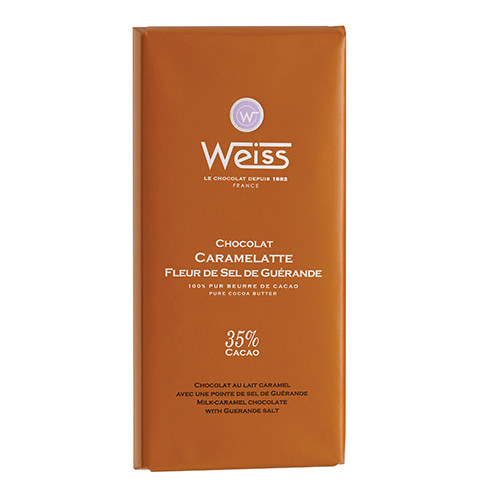 W
Weiss
LE CHOCOLAT DEPUIS 1882
FRANCE
CHOCOLAT
CARAMELATTE
FLEUR DE SEL DE GUÉRANDE
100% PUR BEURRE DE CACAO
PURE COCOA BUTTER
35%
CACAO
CHOCOLAT AU LAIT CARAMEL
AVEC UNE POINTE DE SEL DE GUÉRANDE
MILK-CARAMEL CHOCOLATE
WITH GUERANDE SALT